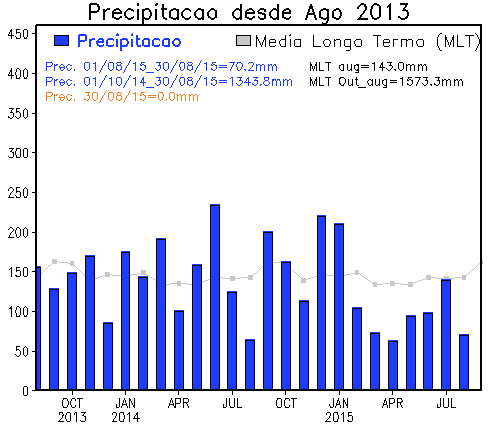 Precipitacao desde Ago 2013
Precipitacao
Media Longo Termo (MLT)
Prec. 01/08/15_30/08/15=70.2mm
MLT aug=143.0mm
Prec. 01/10/14_30/08/15=1343.8mm
MLT Out_aug=1573.3mm
Prec. 30/08/15=0.0mm
450
400
350
300
250
200
150
100
50
0
OCT JAN APR JUL OCT JAN APR JUL
2013 2014 2015